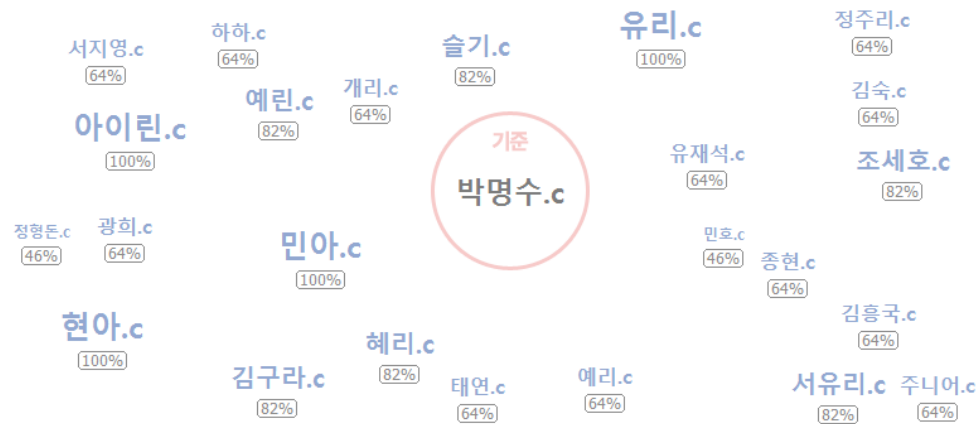 서지영.c
64%
하하.c
64%
슬기.c
82%
유리.c
100%
정주리.c
64%
아이린.c
100%
예린.c
82%
개리.c
64%
기준
박명수.c
유재석.c
64%
김숙.c
64%
조세호.c
82%
정형돈.c
46%
광희.c
64%
민아.c
100%
민호.c
46%
종현.c
64%
현아.c
100%
김구라.c
82%
혜리.c
82%
태연.c
64%
예리.c
64%
김흥국.c
64%
서유리.c
82%
주니어.c
64%